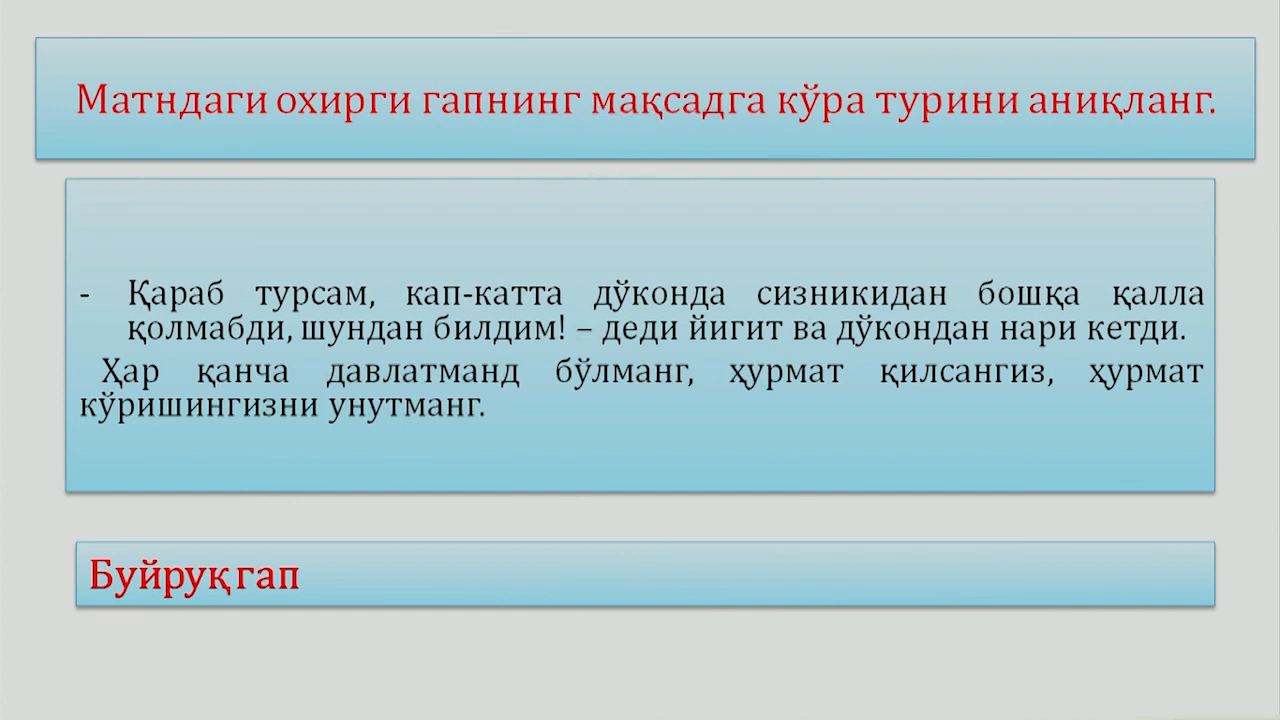 Матндаги охирги гапнинг мақсадга кўра турини аниқланг.
- Қараб турсам, кап-катта дўконда сизникидан бошқа қалла
қолмабди, шундан билдим! – деди йигит ва дўкондан нари кетди.
Ҳар қанча давлатманд бўлманг, ҳурмат қилсангиз, ҳурмат
кўришингизни унутманг.
Буйруқ гап